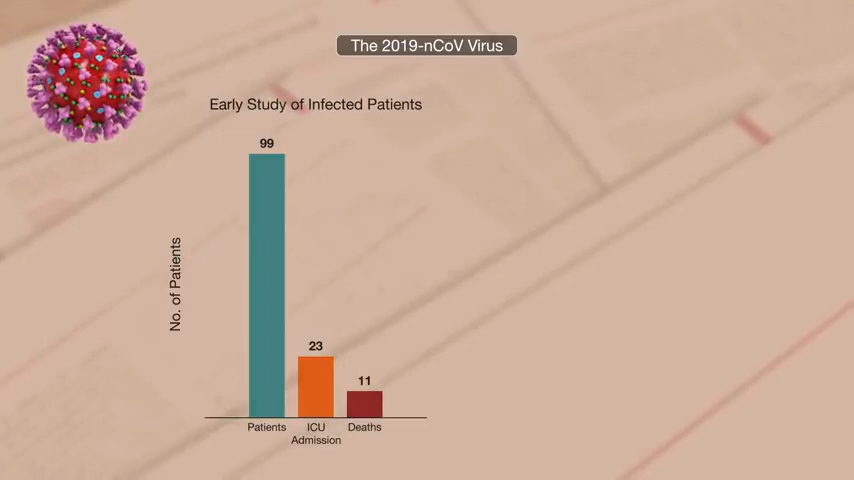 The 2019-nCoV Virus
Early Study of Infected Patients
99
No. of Patients
23
11
Patients
ICU
Admission
Deaths